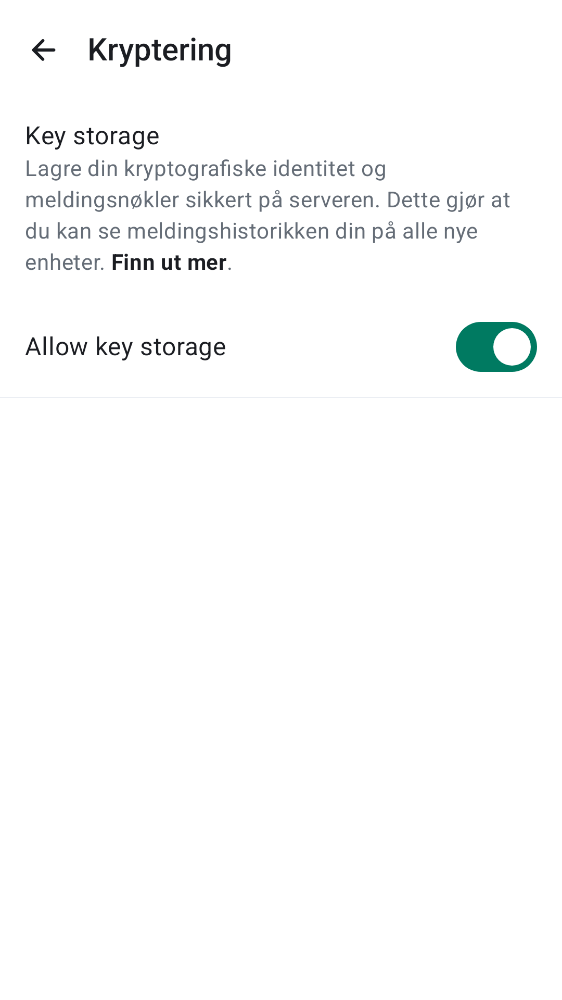 Kryptering
Key storage
Lagre din kryptografiske identitet og
meldingsnøkler sikkert på serveren. Dette gjør at
du kan se meldingshistorikken din på alle nye
enheter. Finn ut mer.
Allow key storage